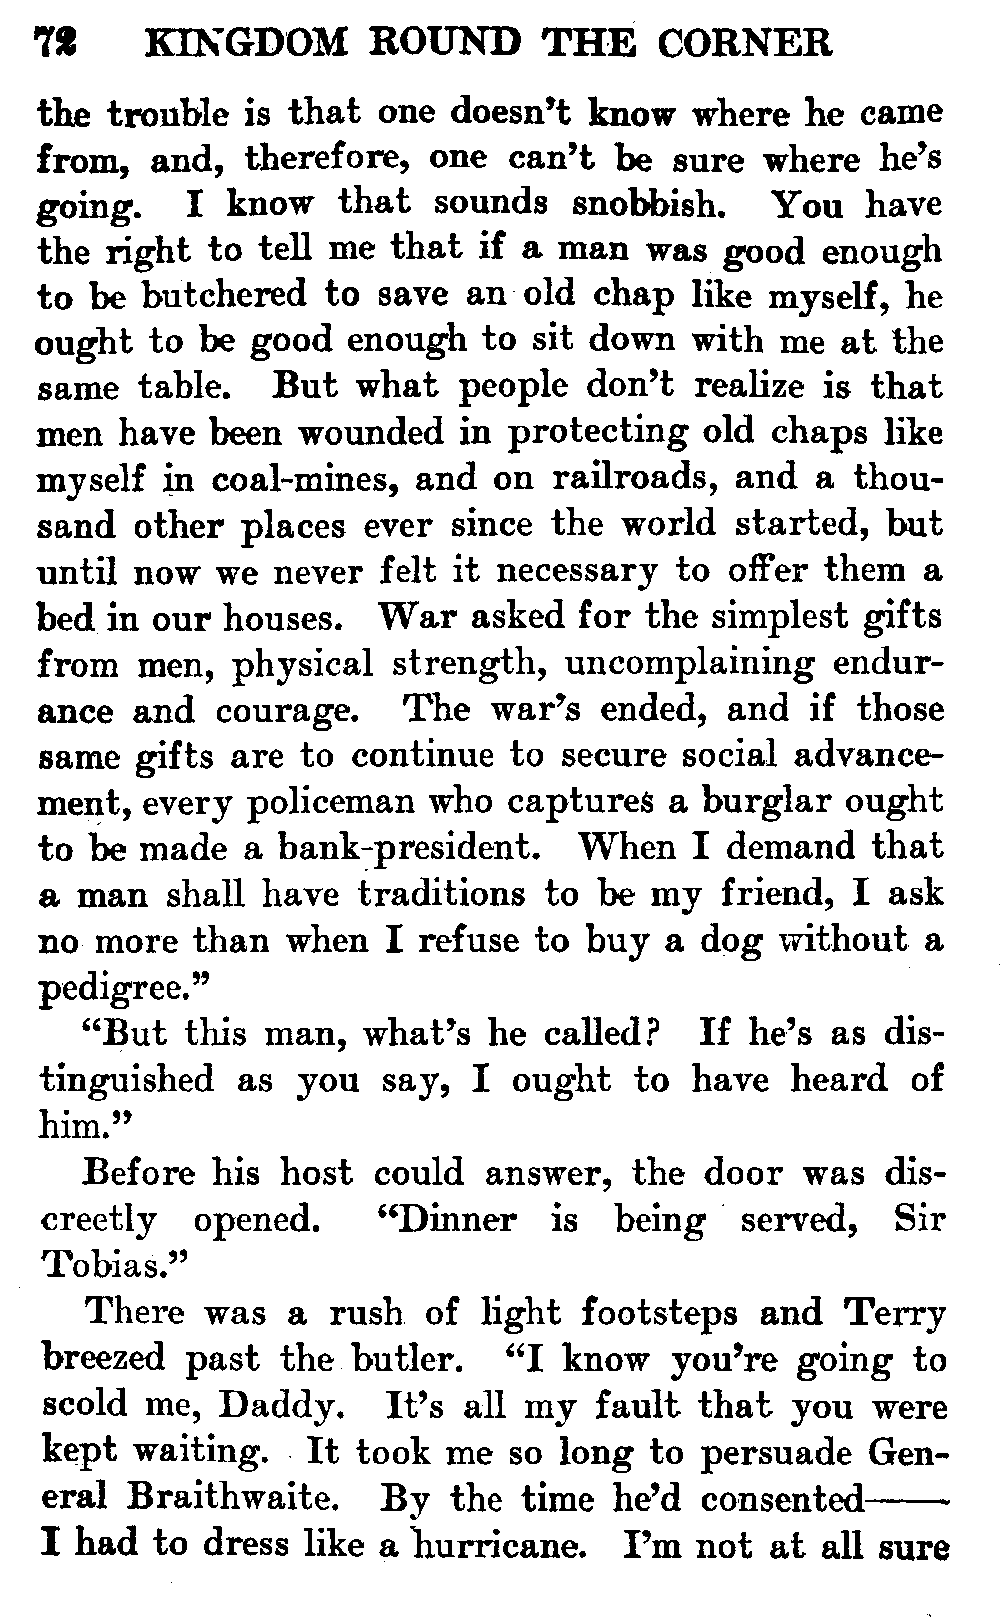 72 KINGDOM ROUND THE CORNER
the trouble is that one doesn't know where he came
from, and, therefore, one can't be sure where he's
going. I know that sounds snobbish. You have
the right to tell me that if a man was good enough
to be butchered to save an old chap like myself, he
ought to be good enough to sit down with me at the
same table. But what people don't realize is that
men have been wounded in protecting old chaps like
myself in coal-mines, and on railroads, and a thou-
sand other places ever since the world started, but
until now we never felt it necessary to offer them a
bed in our houses. War asked for the simplest gifts
from men, physical strength, uncomplaining endur-
ance and courage. The war's ended, and if those
same gifts are to continue to secure social advance-
ment, every policeman who captures a burglar ought
to be made a bank-president. When I demand that
a man shall have traditions to be my friend, I ask
no more than when I refuse to buy a dog without a
pedigree."
"But this man, what's he called? If he's as dis-
tinguished as you say, I ought to have heard of
him."
Before his host could answer, the door was dis-
creetly opened. "Dinner is being served, Sir
Tobias."
There was a rush of light footsteps and Terry
breezed past the butler. "I know you're going to
scold me, Daddy. It's all my fault that you were
kept waiting. It took me so long to persuade Gen-
eral Braithwaite. By the time he'd consented——
I had to dress like a hurricane. I'm not at all sure